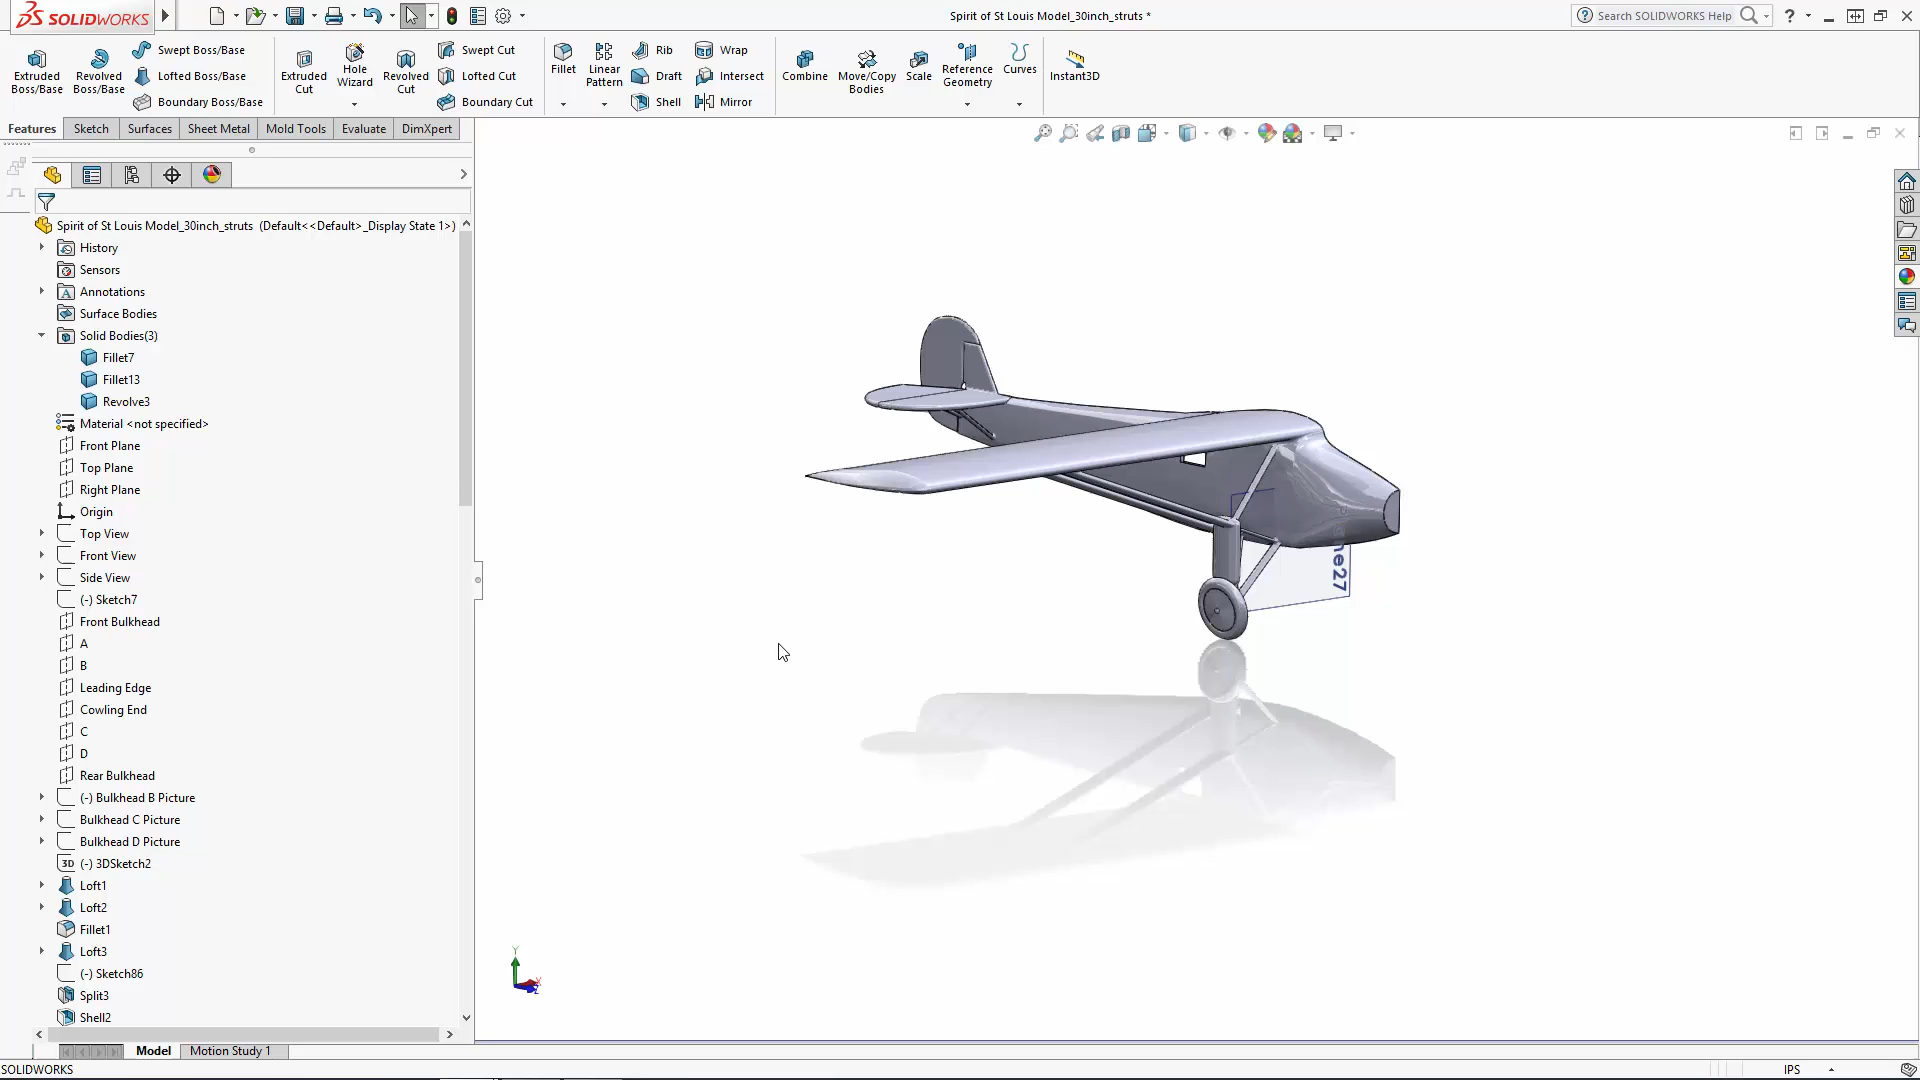 SOLIDWORKS
Spirit of St Louis Model_30inch_struts *
Search SOLIDWORKS Help
?
Extruded
Boss/Base
Revolved
Boss/Base
Swept Boss/Base
Lofted Boss/Base
Boundary Boss/Base
Extruded
Cut
Hole
Wizard
Revolved
Cut
Swept Cut
Lofted Cut
Boundary Cut
Fillet
Linear
Pattern
Rib
Draft
Shell
Wrap
Intersect
Mirror
Combine
Move/Copy
Bodies
Scale
Reference
Geometry
Curves
Instant3D
Features
Sketch
Surfaces
Sheet Metal
Mold Tools
Evaluate
DimXpert
Spirit of St Louis Model_30inch_struts (Default<<Default>_Display State 1>)
History
Sensors
Annotations
Surface Bodies
Solid Bodies(3)
Fillet7
Fillet13
Revolve3
Material <not specified>
Front Plane
Top Plane
Right Plane
Origin
Top View
Front View
Side View
(-) Sketch7
Front Bulkhead
A
B
Leading Edge
Cowling End
C
D
Rear Bulkhead
(-) Bulkhead B Picture
Bulkhead C Picture
Bulkhead D Picture
3D (-) 3DSketch2
Loft1
Loft2
Fillet1
Loft3
(-) Sketch86
Split3
Shell2
ne27
Y
X
Z
Model
Motion Study 1
SOLIDWORKS
IPS